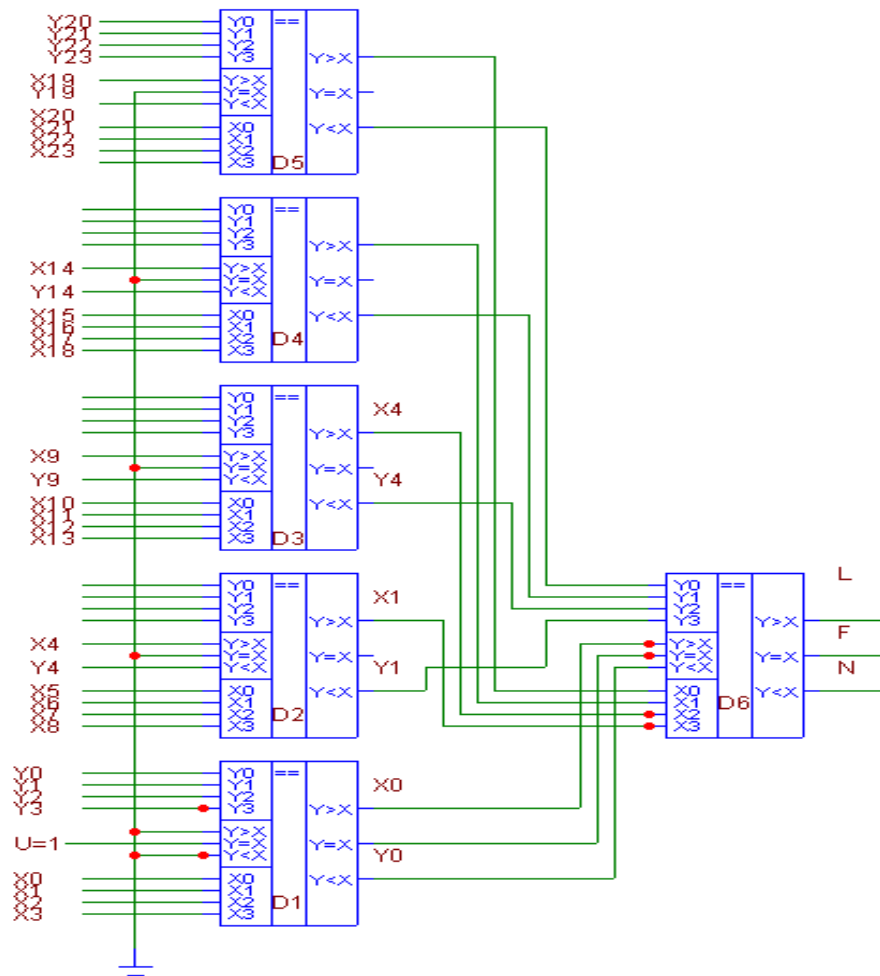 Y20
Y21
Y22
Y23
X19
Y19
X20
X21
X22
X23
Y0 ==
Y1
Y2
Y3
Y>X
Y=X
Y<X
X0
X1
X2
X3
D5
Y>X
Y=X
Y<X
X14
Y14
X15
X16
X17
X18
Y0 ==
Y1
Y2
Y3
Y>X
Y=X
Y<X
X0
X1
X2
X3
D4
Y>X
Y=X
Y<X
X9
Y9
X10
X11
X12
X13
Y0 ==
Y1
Y2
Y3
Y>X
Y=X
Y<X
X0
X1
X2
X3
D3
Y>X
Y=X
Y<X
X4
Y4
X4
Y4
X5
X6
X7
X8
Y0 ==
Y1
Y2
Y3
Y>X
Y=X
Y<X
X0
X1
X2
X3
D2
Y>X
Y=X
Y<X
X1
Y1
Y0
Y1
Y2
Y3
U=1
X0
X1
X2
X3
Y0 ==
Y1
Y2
Y3
Y>X
Y=X
Y<X
X0
X1
X2
X3
D1
Y>X
Y=X
Y<X
X0
Y0
Y0 ==
Y1
Y2
Y3
Y>X
Y=X
Y<X
X0
X1
X2
X3
D6
Y>X
Y=X
Y<X
L
F
N